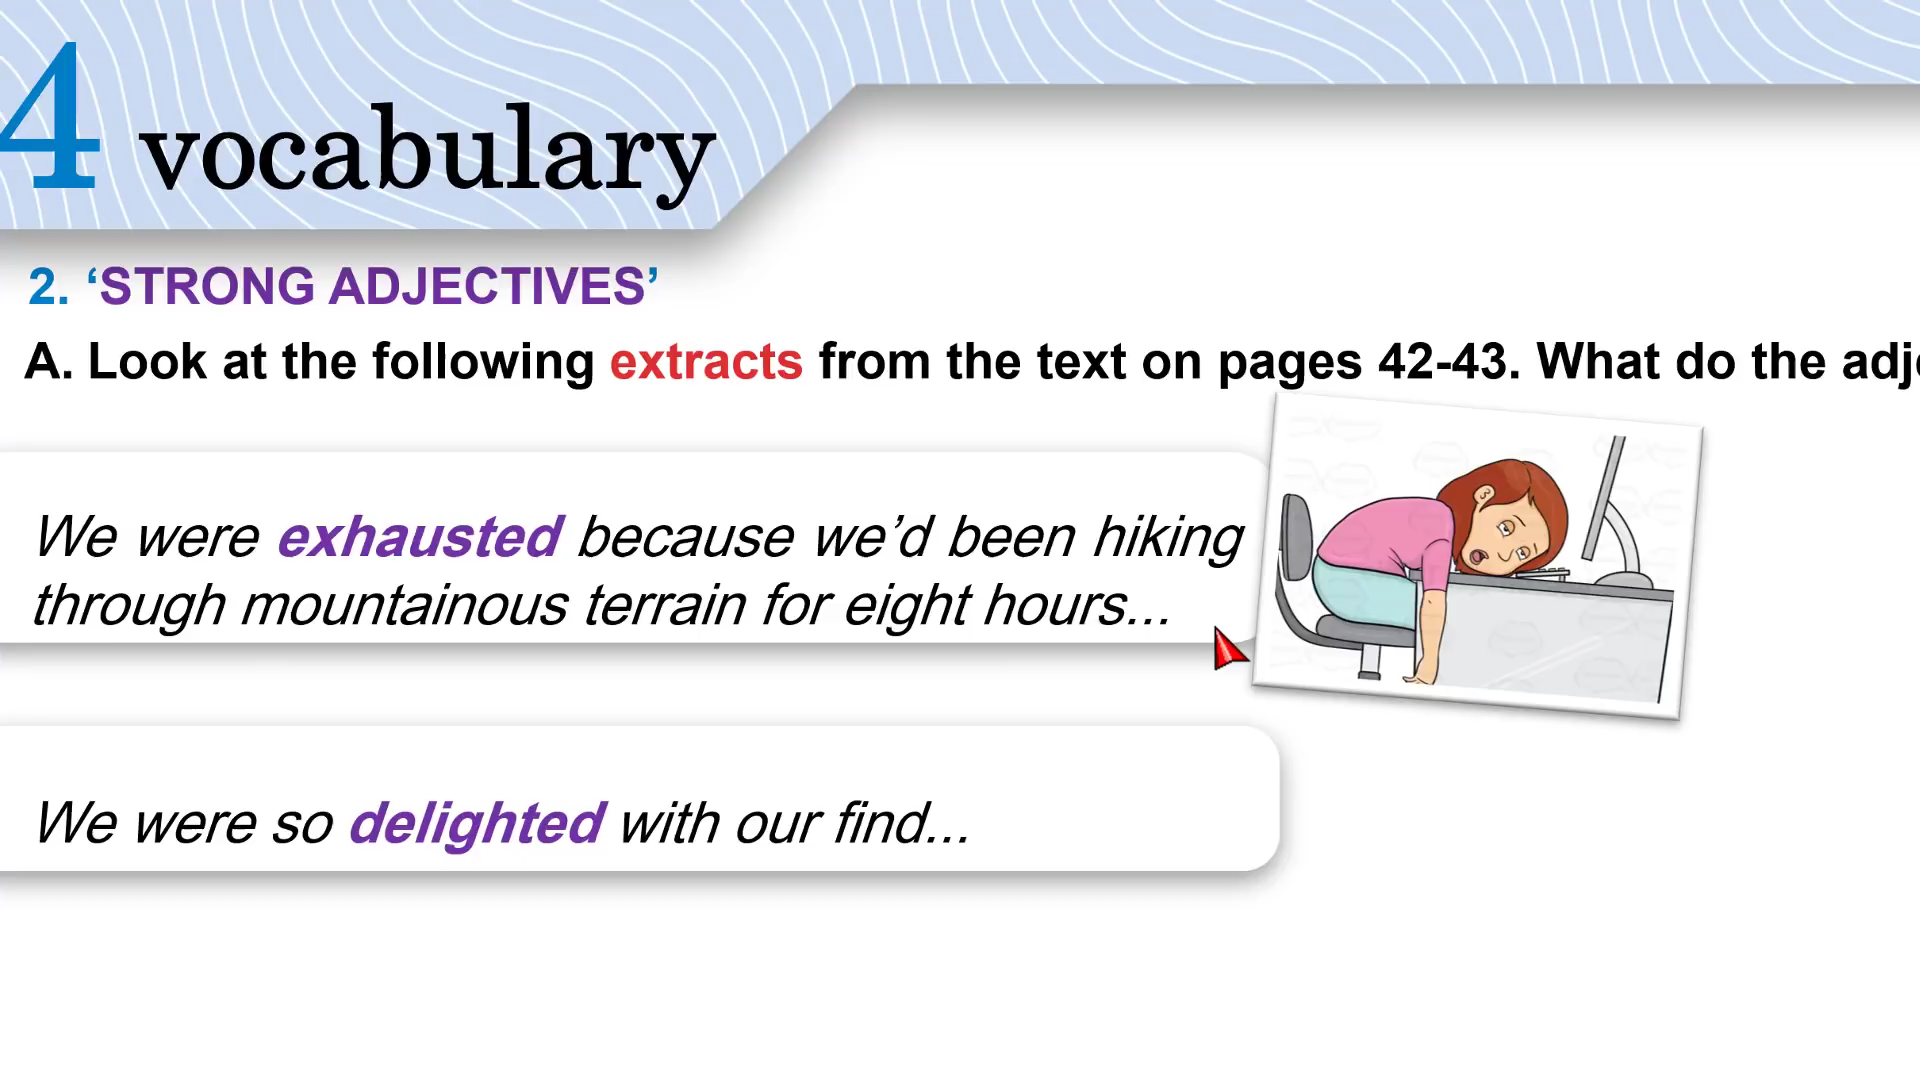 4 vocabulary
2. ‘STRONG ADJECTIVES’
A. Look at the following extracts from the text on pages 42-43. What do the
We were exhausted because we’d been hiking
through mountainous terrain for eight hours...
We were so delighted with our find...